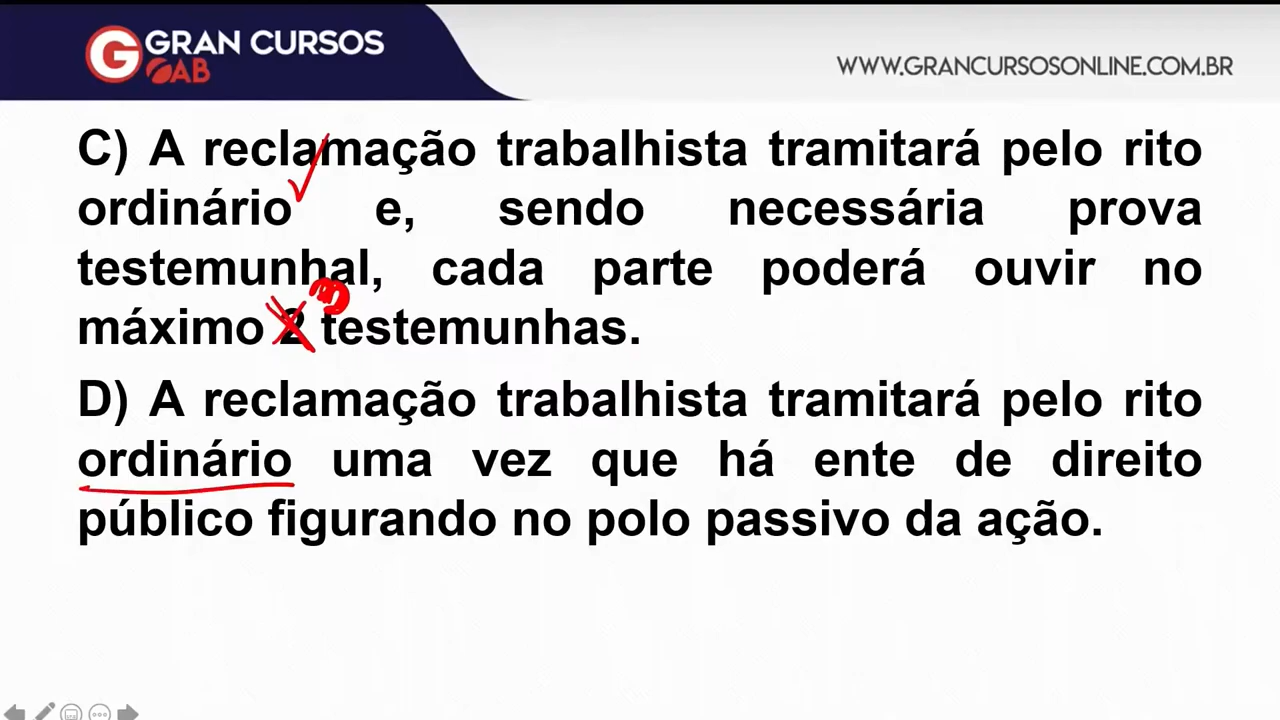 GRAN CURSOS
OAB
WWW.GRANCURSOSONLINE.COM.BR
C) A reclamação trabalhista tramitará pelo rito
ordinário e, sendo necessária prova
testemunhal, cada parte poderá ouvir no
3
máximo 2 testemunhas.
D) A reclamação trabalhista tramitará pelo rito
ordinário uma vez que há ente de direito
público figurando no polo passivo da ação.